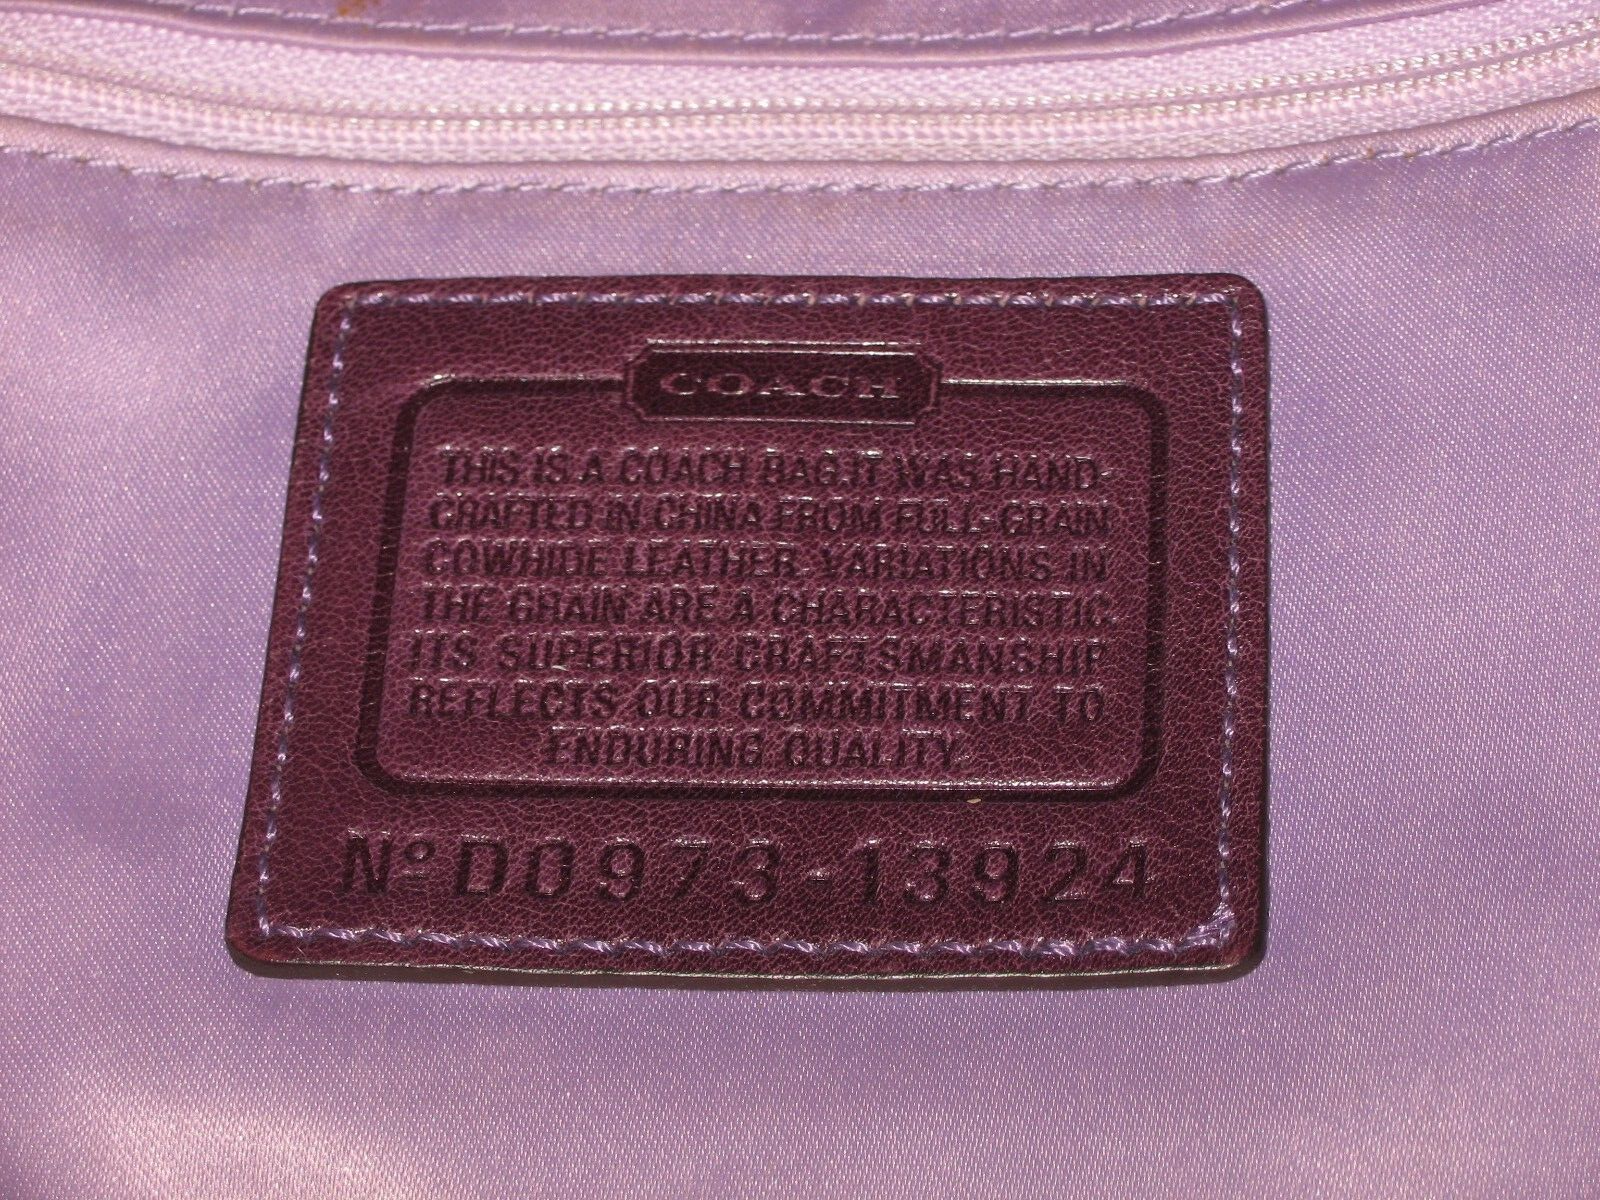 COACH
THIS IS A COACH BAG.IT WAS HAND-
CRAFTED IN CHINA FROM FULL-GRAIN
COWHIDE LEATHER. VARIATIONS IN
THE GRAIN ARE A CHARACTERISTIC.
ITS SUPERIOR CRAFTSMANSHIP
REFLECTS OUR COMMITMENT TO
ENDURING QUALITY.
Nº D0973-13924